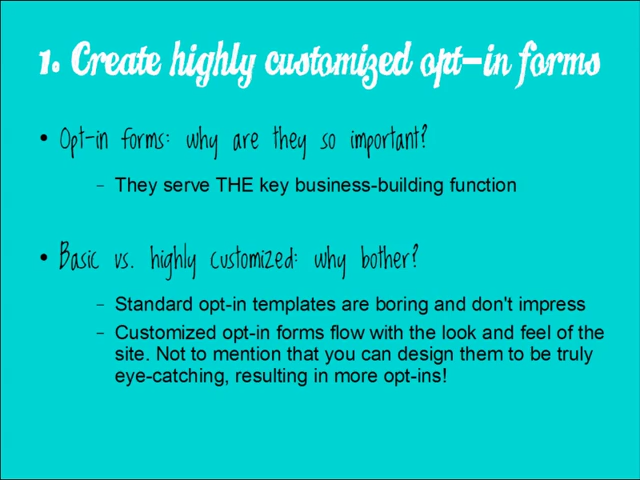 1. Create highly customized opt-in forms
• Opt-in forms: why are they so important?
– They serve THE key business-building function
• Basic vs. highly customized: why bother?
– Standard opt-in templates are boring and don't impress
– Customized opt-in forms flow with the look and feel of the
site. Not to mention that you can design them to be truly
eye-catching, resulting in more opt-ins!